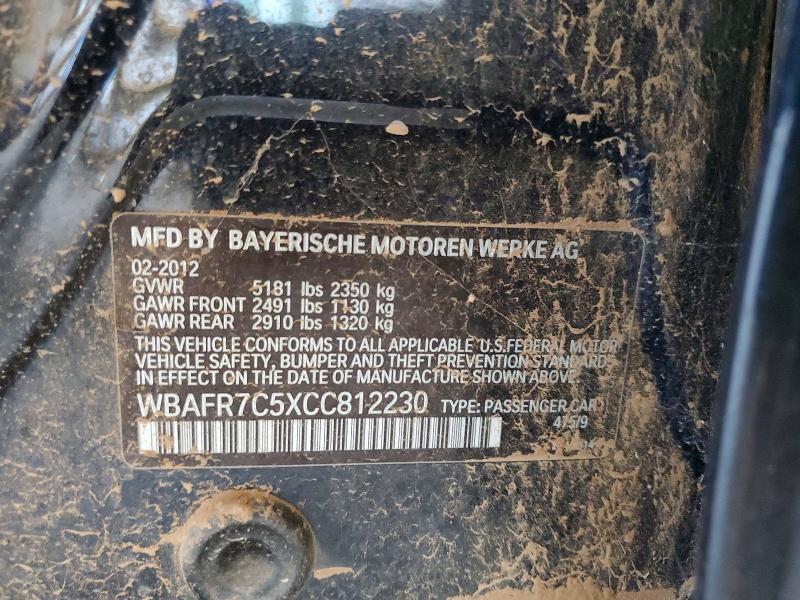 MFD BY BAYERISCHE MOTOREN WERKE AG
02-2012
GVWR 5181 lbs 2350 kg
GAWR FRONT 2491 lbs 1130 kg
GAWR REAR 2910 lbs 1320 kg
THIS VEHICLE CONFORMS TO ALL APPLICABLE U.S.FEDERAL MOTOR
VEHICLE SAFETY, BUMPER AND THEFT PREVENTION STANDARDS
IN EFFECT ON THE DATE OF MANUFACTURE SHOWN ABOVE.
WBAFR7C5XCC812230 TYPE: PASSENGER CAR
475/9